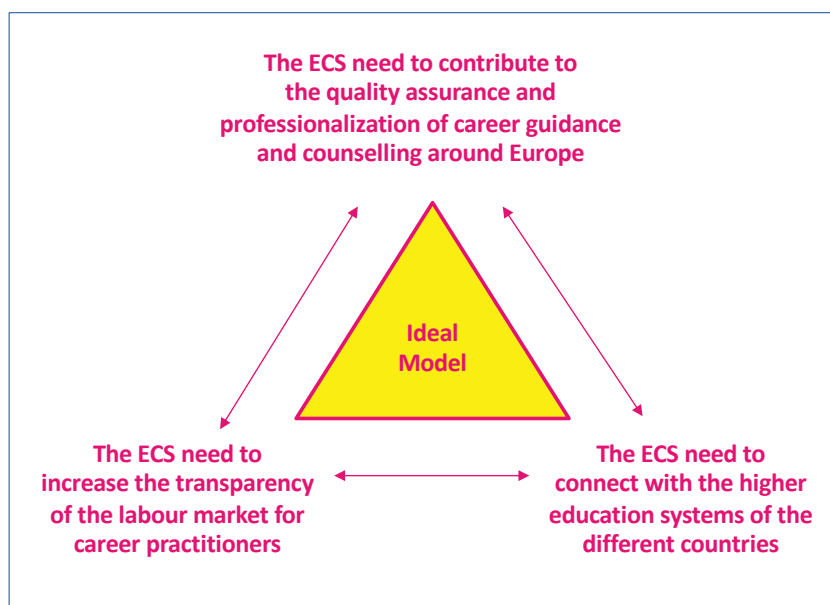 The ECS need to contribute to
the quality assurance and
professionalization of career guidance
and counselling around Europe
Ideal
Model
The ECS need to
increase the transparency
of the labour market for
career practitioners
The ECS need to
connect with the higher
education systems of the
different countries